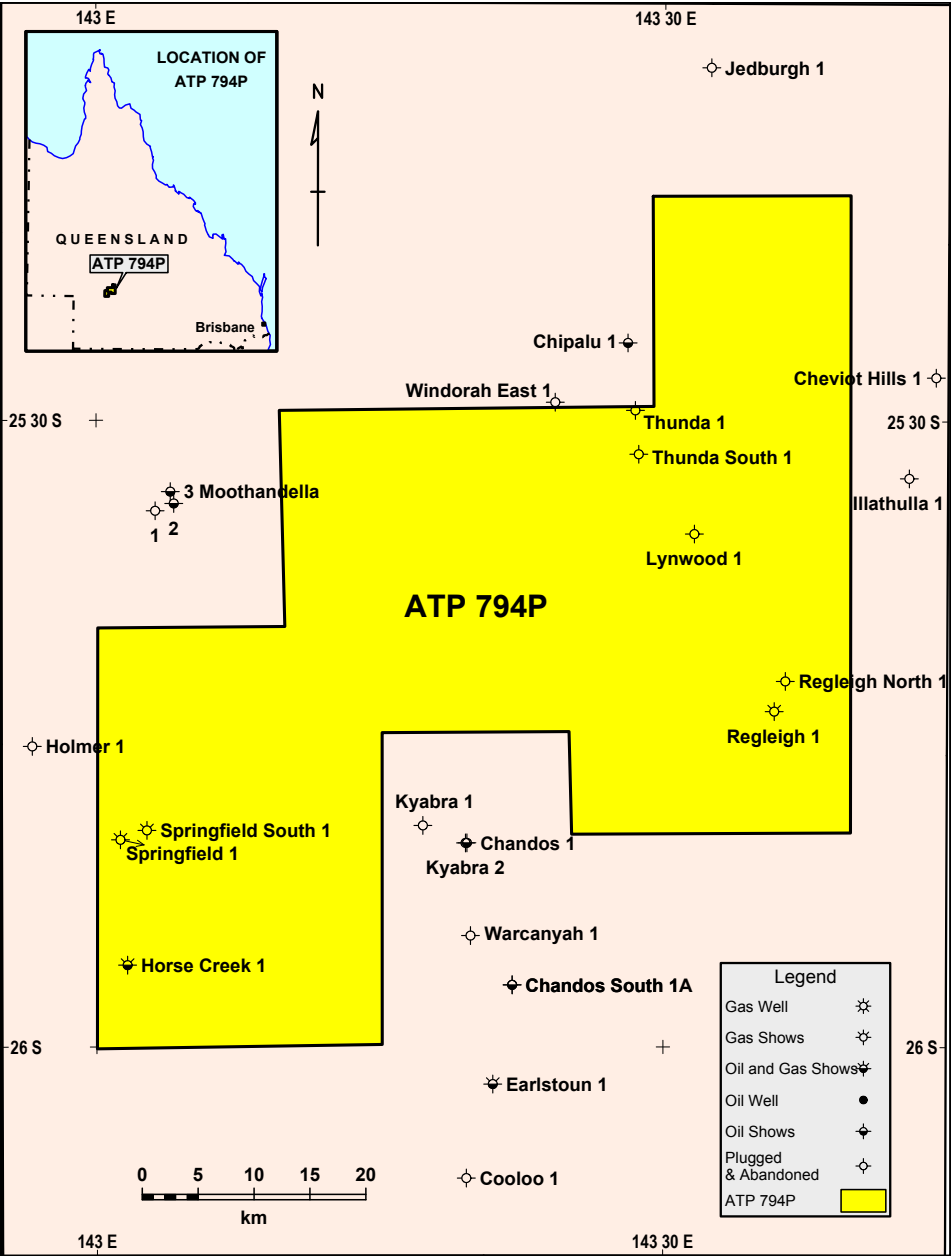 143 E
143 30 E
LOCATION OF
ATP 794P
QUEENSLAND
ATP 794P
Brisbane
N
Jedburgh 1
Chipalu 1
Cheviot Hills 1
Windorah East 1
25 30 S
Thunda 1
25 30 S
Thunda South 1
3 Moothandella
1
2
Illathulla 1
Lynwood 1
ATP 794P
Regleigh North 1
Regleigh 1
Holmer 1
Kyabra 1
Springfield South 1
Springfield 1
Chandos 1
Kyabra 2
Warcanyah 1
Horse Creek 1
Chandos South 1A
26 S
26 S
Earlstoun 1
Cooloo 1
Legend
Gas Well
Gas Shows
Oil and Gas Shows
Oil Well
Oil Shows
Plugged
& Abandoned
ATP 794P
0 5 10 15 20
km
143 E
143 30 E